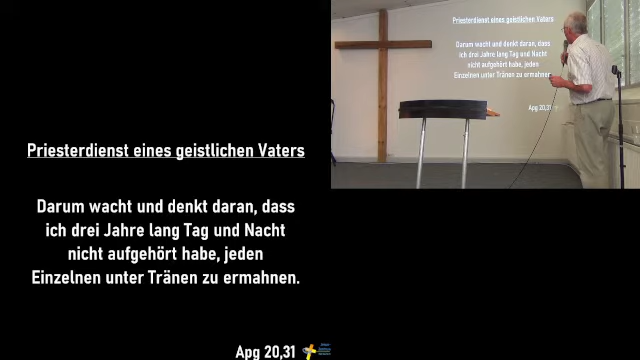 Priesterdienst eines geistlichen Vaters
Darum wacht und denkt daran, dass
ich drei Jahre lang Tag und Nacht
nicht aufgehört habe, jeden
Einzelnen unter Tränen zu ermahnen.
Apg 20,31
Priesterdienst eines geistlichen Vaters
Darum wacht und denkt daran, dass
ich drei Jahre lang Tag und Nacht
nicht aufgehört habe, jeden
Einzelnen unter Tränen zu ermahnen.
Apg 20,31